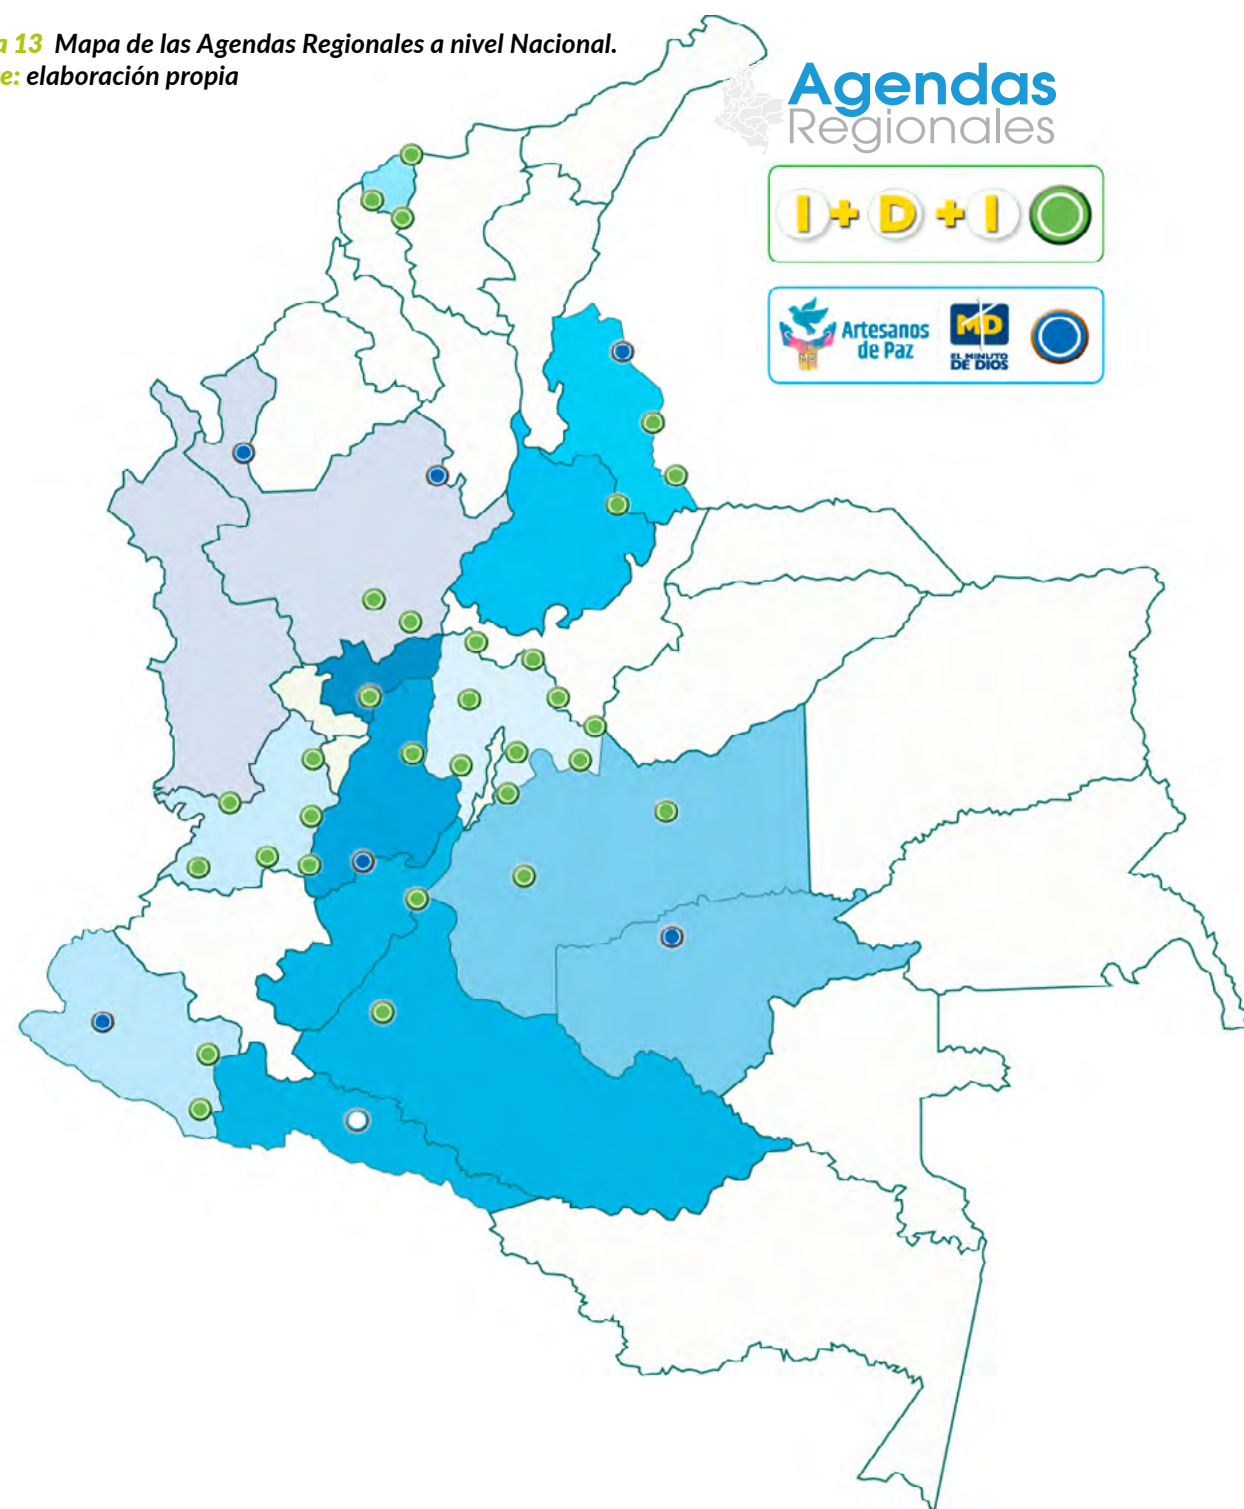 a 13 Mapa de las Agendas Regionales a nivel Nacional.
e: elaboración propia
Agendas
Regionales
I + D + I
Artesanos
de Paz
MD
EL MINUTO
DE DIOS